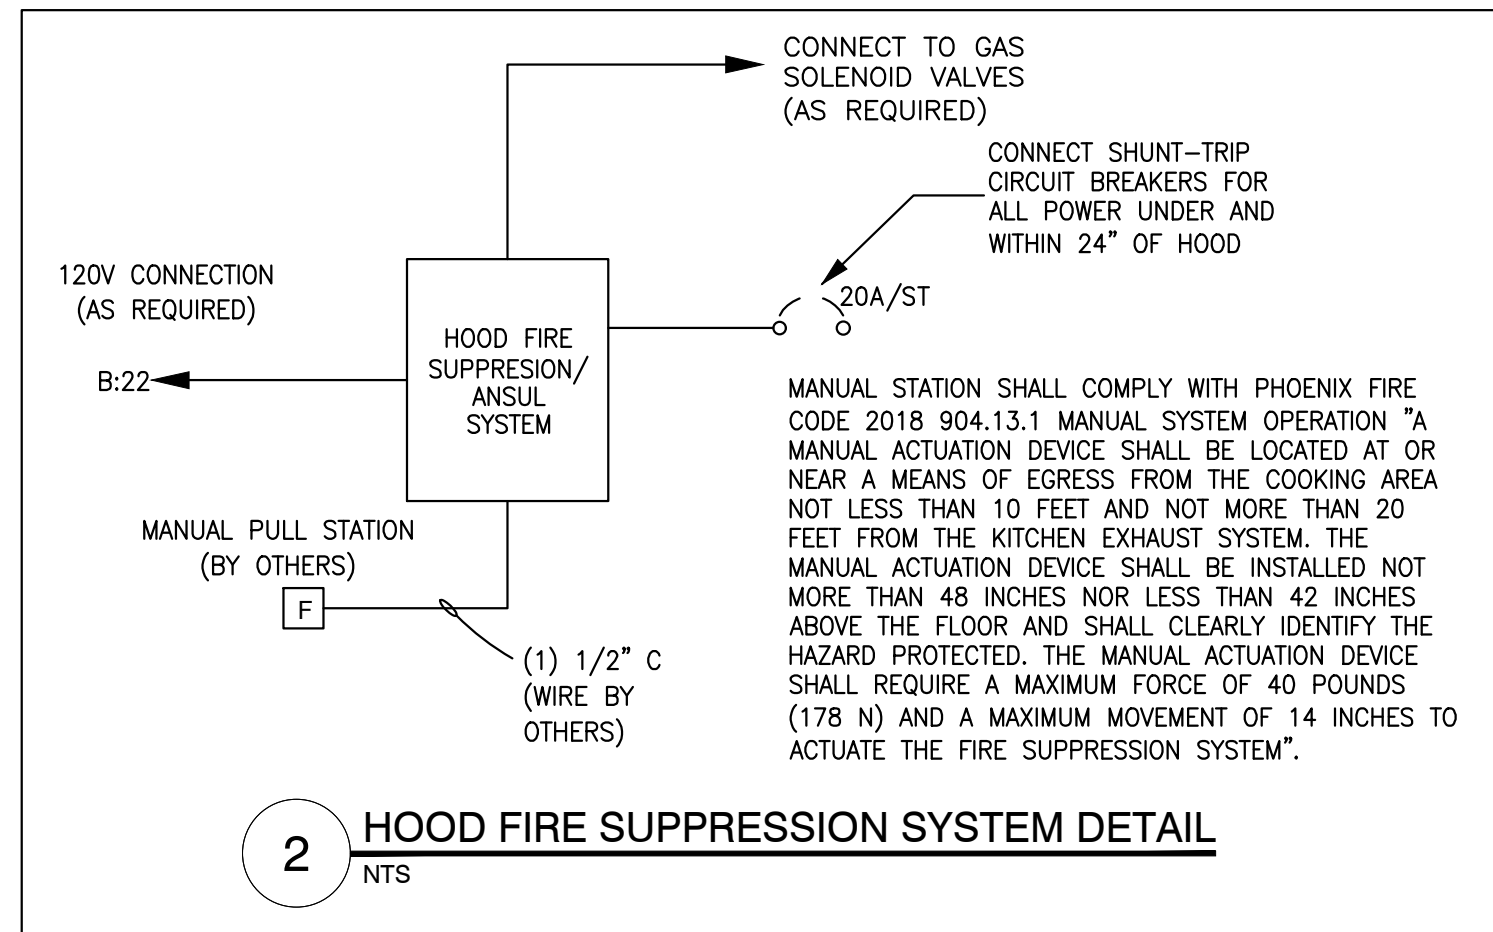 CONNECT TO GAS
SOLENOID VALVES
(AS REQUIRED)
CONNECT SHUNT-TRIP
CIRCUIT BREAKERS FOR
ALL POWER UNDER AND
WITHIN 24" OF HOOD
120V CONNECTION
(AS REQUIRED)
20A/ST
HOOD FIRE
SUPPRESION/
ANSUL
SYSTEM
B:22
MANUAL STATION SHALL COMPLY WITH PHOENIX FIRE
CODE 2018 904.13.1 MANUAL SYSTEM OPERATION "A
MANUAL ACTUATION DEVICE SHALL BE LOCATED AT OR
NEAR A MEANS OF EGRESS FROM THE COOKING AREA
NOT LESS THAN 10 FEET AND NOT MORE THAN 20
FEET FROM THE KITCHEN EXHAUST SYSTEM. THE
MANUAL ACTUATION DEVICE SHALL BE INSTALLED NOT
MORE THAN 48 INCHES NOR LESS THAN 42 INCHES
ABOVE THE FLOOR AND SHALL CLEARLY IDENTIFY THE
HAZARD PROTECTED. THE MANUAL ACTUATION DEVICE
SHALL REQUIRE A MAXIMUM FORCE OF 40 POUNDS
(178 N) AND A MAXIMUM MOVEMENT OF 14 INCHES TO
ACTUATE THE FIRE SUPPRESSION SYSTEM".
MANUAL PULL STATION
(BY OTHERS)
F
(1) 1/2" C
(WIRE BY
OTHERS)
2
HOOD FIRE SUPPRESSION SYSTEM DETAIL
NTS